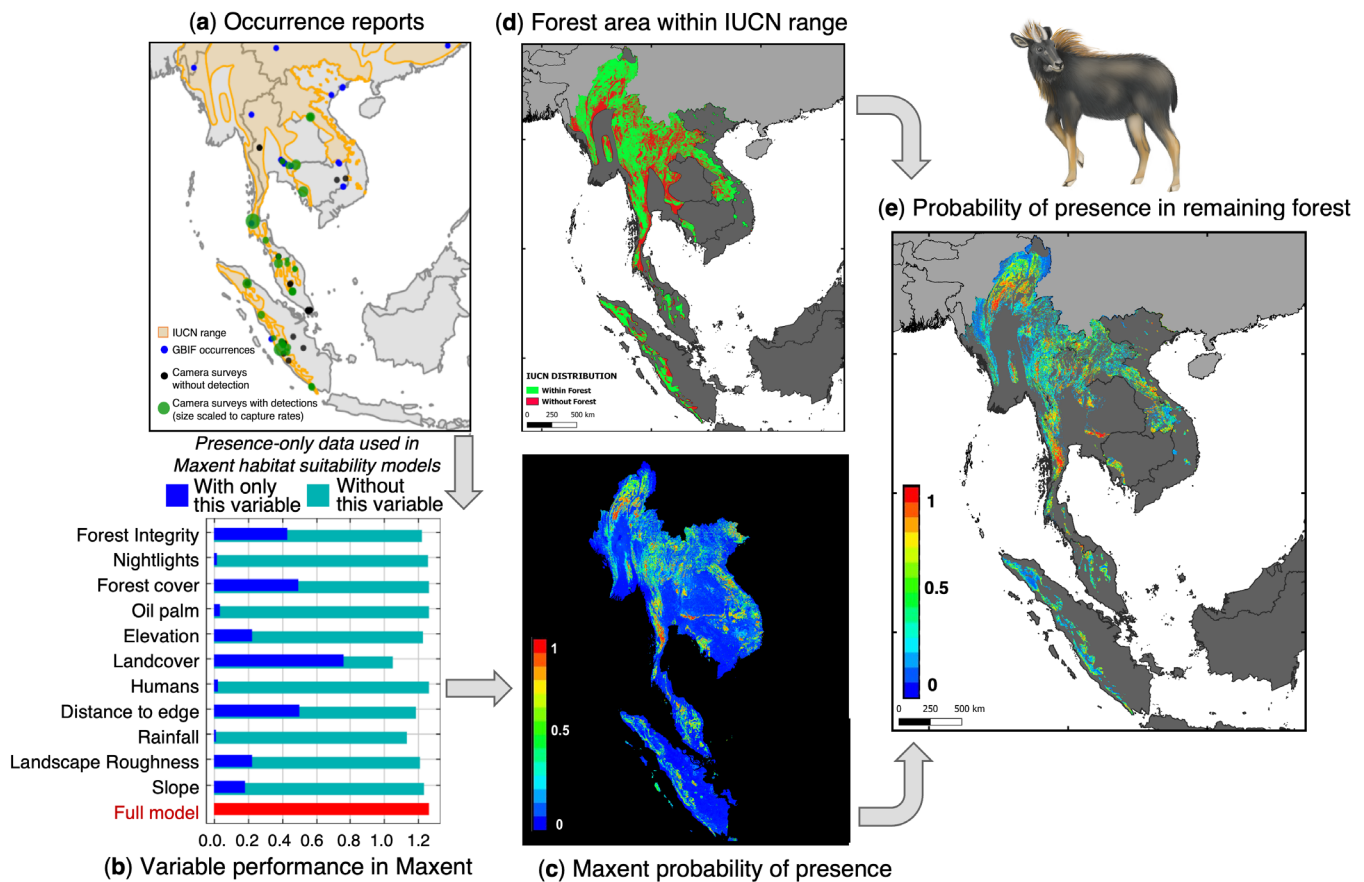 (a) Occurrence reports
IUCN range
GBIF occurrences
Camera surveys
without detection
Camera surveys with detections
(size scaled to capture rates)
Presence-only data used in
Maxent habitat suitability models
With only
this variable
Without
this variable
Forest Integrity
Nightlights
Forest cover
Oil palm
Elevation
Landcover
Humans
Distance to edge
Rainfall
Landscape Roughness
Slope
Full model
0.0. 0.2 0.4 0.6 0.8 1.0 1.2
(b) Variable performance in Maxent
(d) Forest area within IUCN range
IUCN DISTRIBUTION
Within Forest
Without Forest
0 250 500 km
1
0.5
0
(c) Maxent probability of presence
(e) Probability of presence in remaining forest
1
0.5
0
0 250 500 km